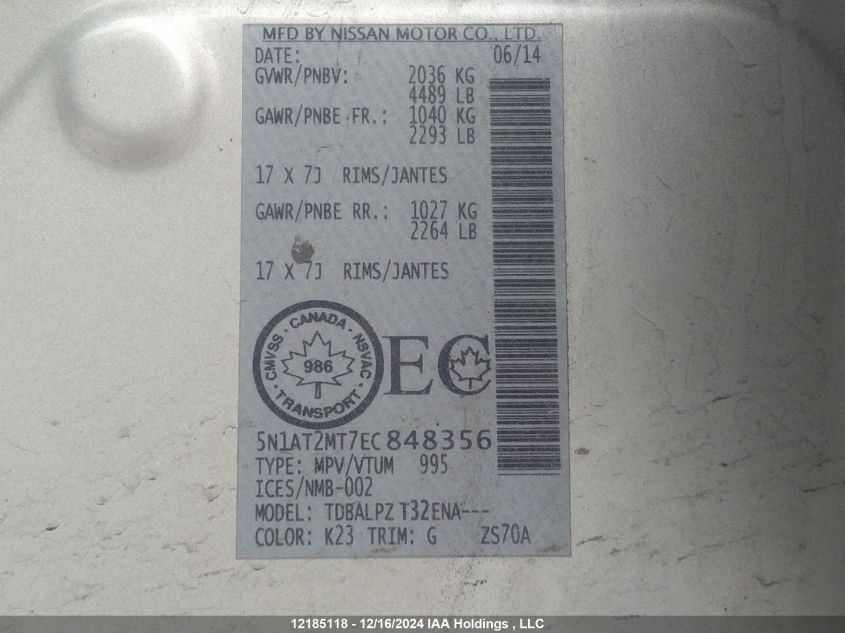 MFD BY NISSAN MOTOR CO., LTD.
DATE: 06/14
GVWR/PNBV: 2036 KG
4489 LB
GAWR/PNBE FR.: 1040 KG
2293 LB
17 X 7J RIMS/JANTES
GAWR/PNBE RR.: 1027 KG
2264 LB
17 X 7J RIMS/JANTES
CMVSS · CANADA · NSVAC · TRANSPORT ·
986
EC
5N1AT2MT7EC848356
TYPE: MPV/VTUM 995
ICES/NMB-002
MODEL: TDBALPZ T32ENA---
COLOR: K23 TRIM: G ZS70A
12185118 - 12/16/2024 IAA Holdings , LLC